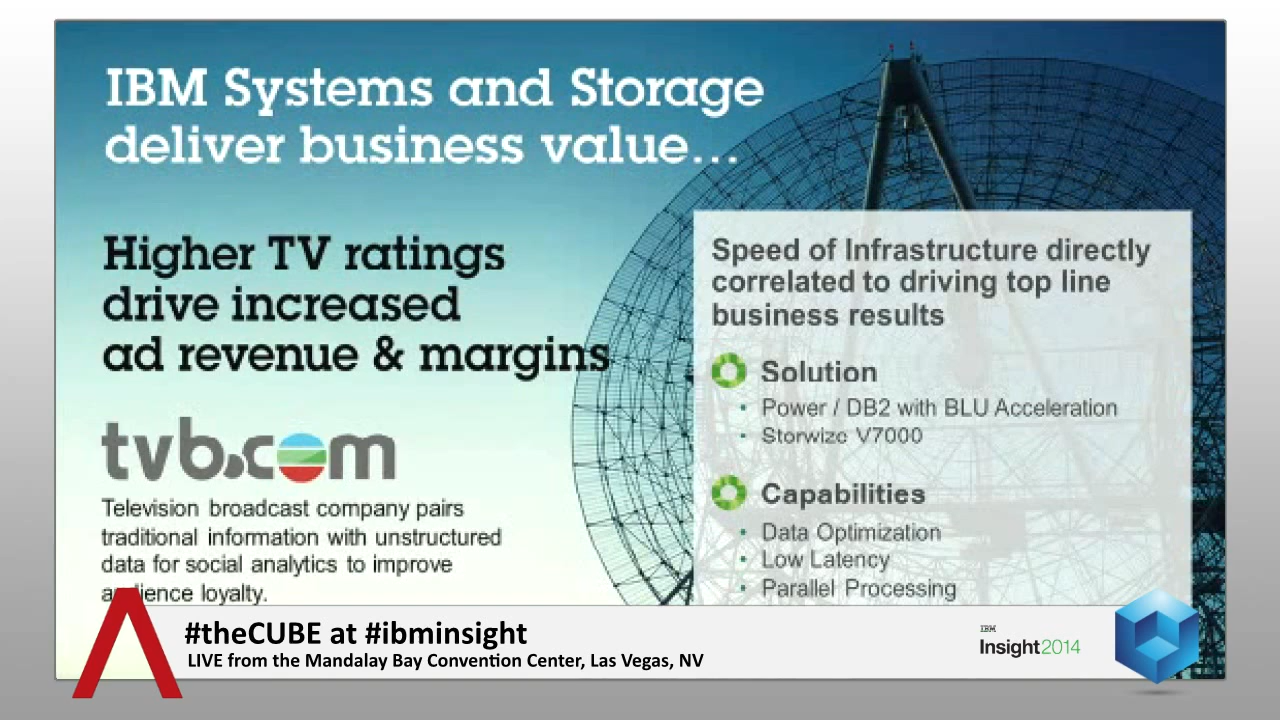 IBM Systems and Storage
deliver business value...
Higher TV ratings
drive increased
ad revenue & margins
tvb.com
Television broadcast company pairs
traditional information with unstructured
data for social analytics to improve
audience loyalty.
Speed of Infrastructure directly
correlated to driving top line
business results
Solution
• Power / DB2 with BLU Acceleration
• Storwize V7000
Capabilities
• Data Optimization
• Low Latency
• Parallel Processing
#theCUBE at #ibminsight
LIVE from the Mandalay Bay Convention Center, Las Vegas, NV
IBM
Insight2014